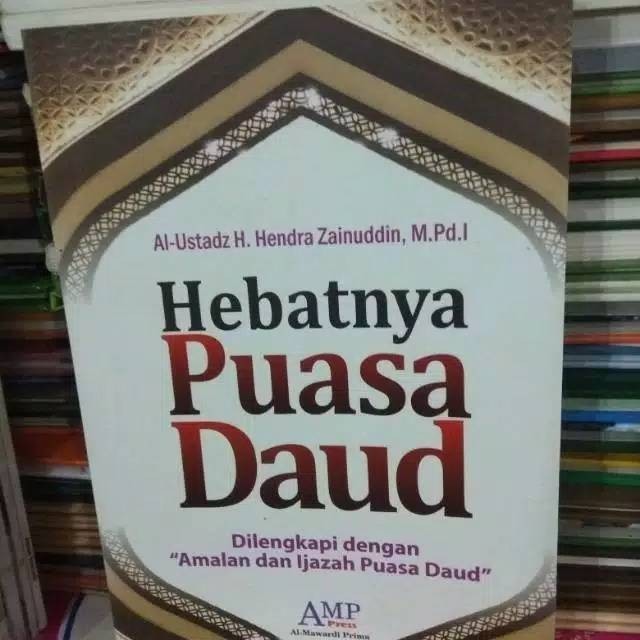 Al-Ustadz H. Hendra Zainuddin, M.Pd.I
Hebatnya
Puasa
Daud
Dilengkapi dengan
“Amalan dan Ijazah Puasa Daud”
AMP
Press
Al-Mawardi Prima